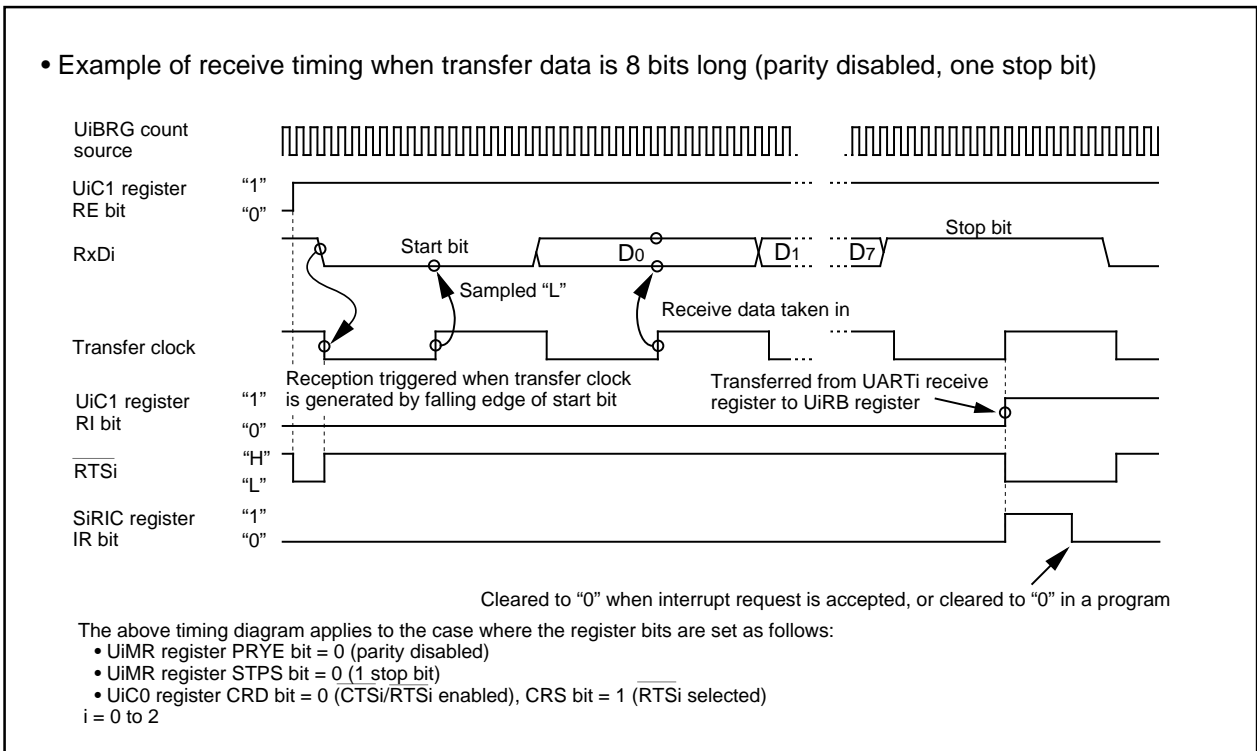 • Example of receive timing when transfer data is 8 bits long (parity disabled, one stop bit)
UiBRG count
source
UiC1 register
RE bit
“1”
“0”
RxDi
Start bit
D0
D1
D7
Stop bit
Sampled “L”
Receive data taken in
Transfer clock
Reception triggered when transfer clock
is generated by falling edge of start bit
Transferred from UARTi receive
register to UiRB register
UiC1 register
RI bit
“1”
“0”
RTSi
“H”
“L”
SiRIC register
IR bit
“1”
“0”
Cleared to “0” when interrupt request is accepted, or cleared to “0” in a program
The above timing diagram applies to the case where the register bits are set as follows:
• UiMR register PRYE bit = 0 (parity disabled)
• UiMR register STPS bit = 0 (1 stop bit)
• UiC0 register CRD bit = 0 (CTSi/RTSi enabled), CRS bit = 1 (RTSi selected)
i = 0 to 2